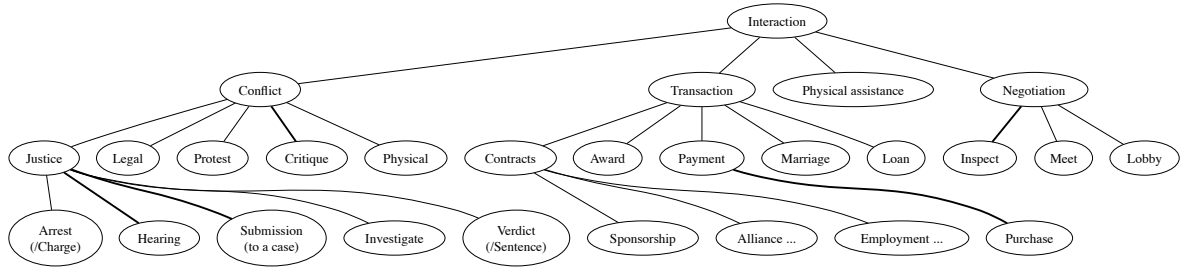 Interaction
Conflict
Transaction
Physical assistance
Negotiation
Justice
Legal
Protest
Critique
Physical
Contracts
Award
Payment
Marriage
Loan
Inspect
Meet
Lobby
Arrest
(/Charge)
Hearing
Submission
(to a case)
Investigate
Verdict
(/Sentence)
Sponsorship
Alliance ...
Employment ...
Purchase